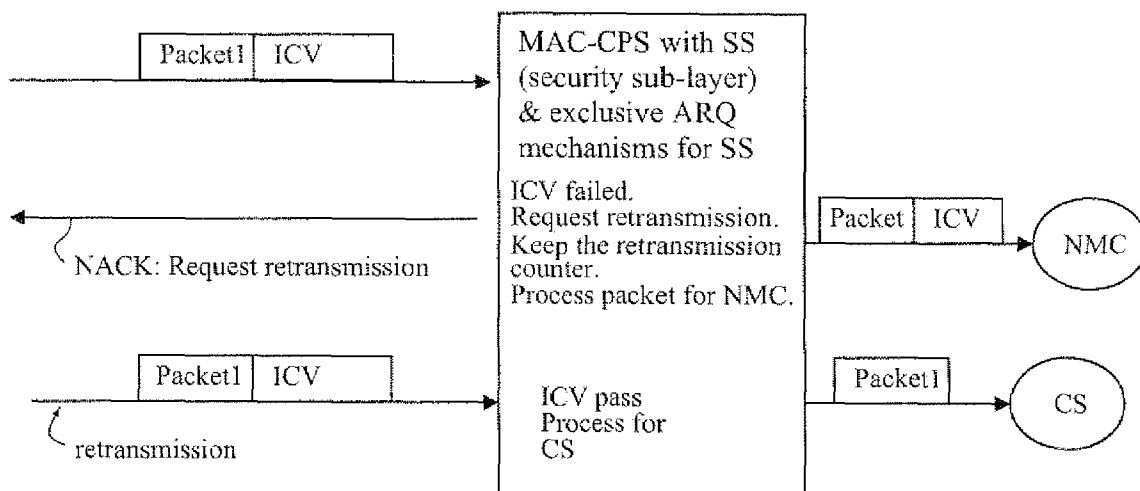 Packet1 ICV
MAC-CPS with SS
(security sub-layer)
& exclusive ARQ
mechanisms for SS
ICV failed.
Request retransmission.
Keep the retransmission
counter.
Process packet for NMC.
NACK: Request retransmission
Packet ICV
NMC
Packet1 ICV
retransmission
ICV pass
Process for
CS
Packet1
CS